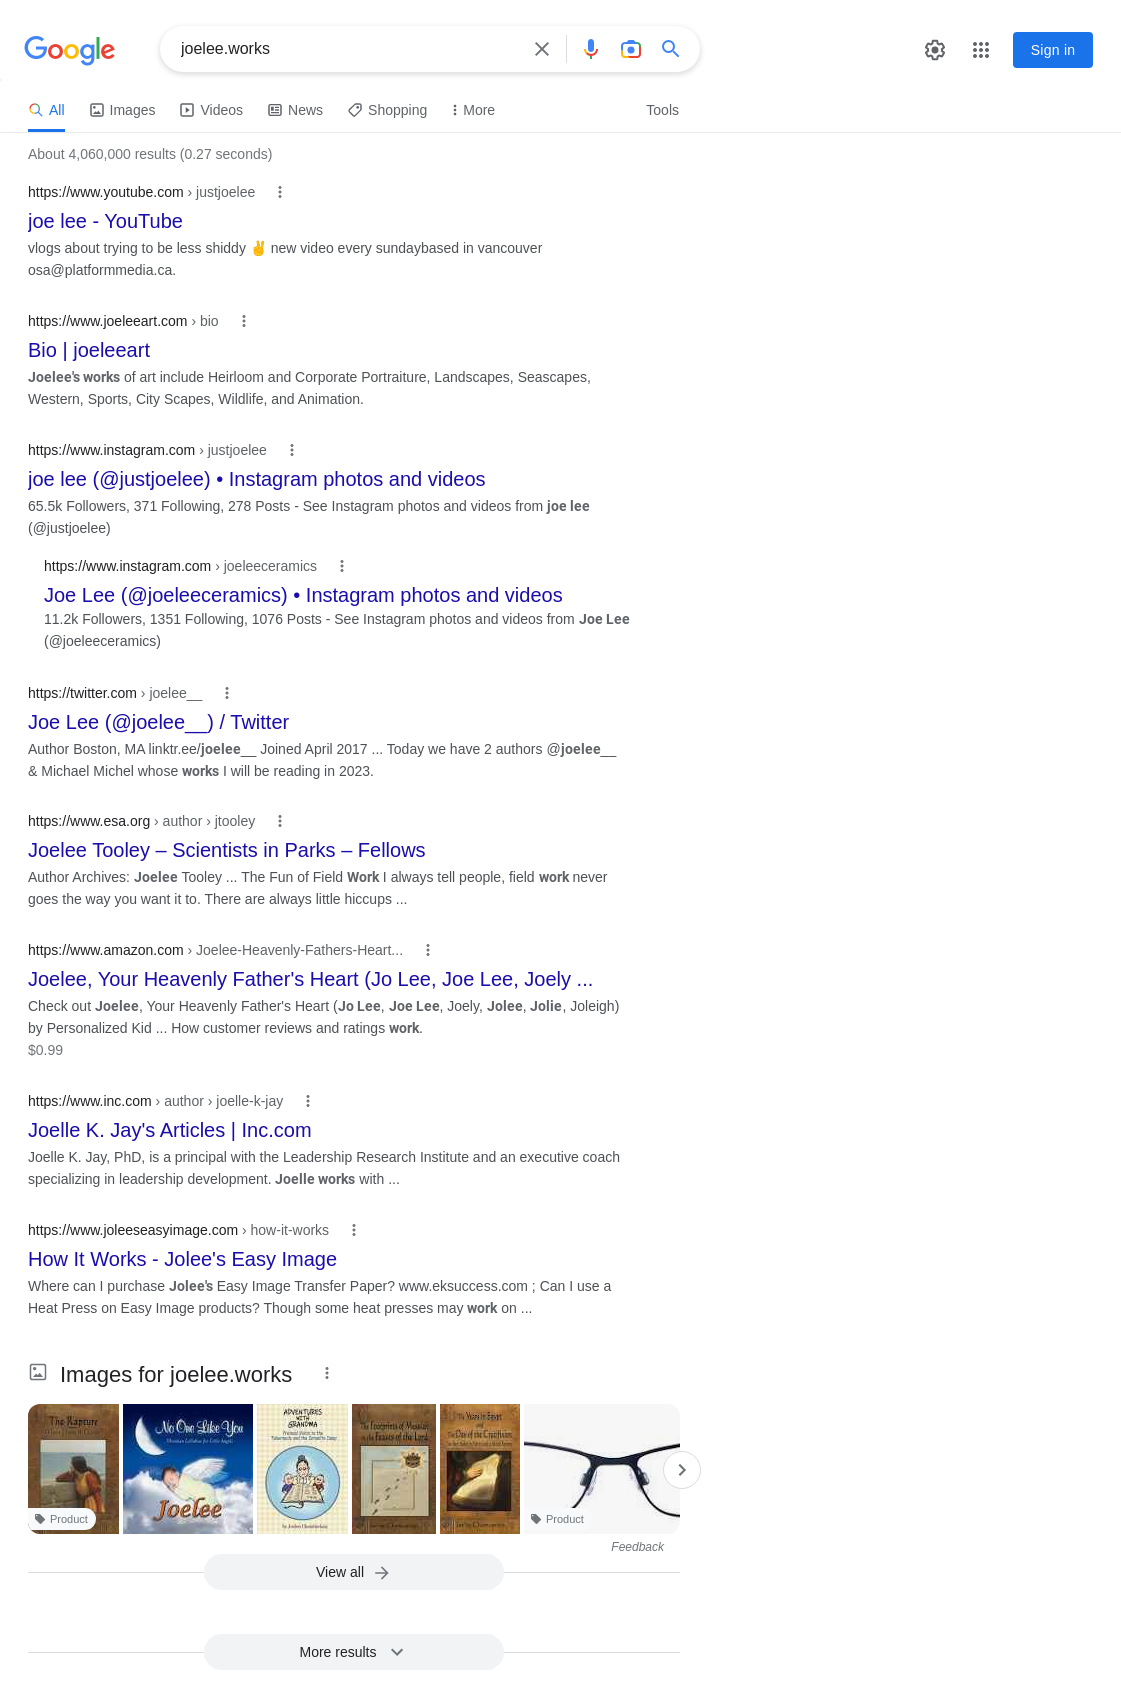 Google
joelee.works
Sign in
All
Images
Videos
News
Shopping
More
Tools
About 4,060,000 results (0.27 seconds)
https://www.youtube.com › justjoelee
joe lee - YouTube
vlogs about trying to be less shiddy ✌ new video every sundaybased in vancouver
osa@platformmedia.ca.
https://www.joeleeart.com › bio
Bio | joeleeart
Joelee's works of art include Heirloom and Corporate Portraiture, Landscapes, Seascapes,
Western, Sports, City Scapes, Wildlife, and Animation.
https://www.instagram.com › justjoelee
joe lee (@justjoelee) • Instagram photos and videos
65.5k Followers, 371 Following, 278 Posts - See Instagram photos and videos from joe lee
(@justjoelee)
https://www.instagram.com › joeleeceramics
Joe Lee (@joeleeceramics) • Instagram photos and videos
11.2k Followers, 1351 Following, 1076 Posts - See Instagram photos and videos from Joe Lee
(@joeleeceramics)
https://twitter.com › joelee__
Joe Lee (@joelee__) / Twitter
Author Boston, MA linktr.ee/joelee__ Joined April 2017 ... Today we have 2 authors @joelee__
& Michael Michel whose works I will be reading in 2023.
https://www.esa.org › author › jtooley
Joelee Tooley – Scientists in Parks – Fellows
Author Archives: Joelee Tooley ... The Fun of Field Work I always tell people, field work never
goes the way you want it to. There are always little hiccups ...
https://www.amazon.com › Joelee-Heavenly-Fathers-Heart...
Joelee, Your Heavenly Father's Heart (Jo Lee, Joe Lee, Joely ...
Check out Joelee, Your Heavenly Father's Heart (Jo Lee, Joe Lee, Joely, Jolee, Jolie, Joleigh)
by Personalized Kid ... How customer reviews and ratings work.
$0.99
https://www.inc.com › author › joelle-k-jay
Joelle K. Jay's Articles | Inc.com
Joelle K. Jay, PhD, is a principal with the Leadership Research Institute and an executive coach
specializing in leadership development. Joelle works with ...
https://www.joleeseasyimage.com › how-it-works
How It Works - Jolee's Easy Image
Where can I purchase Jolee's Easy Image Transfer Paper? www.eksuccess.com ; Can I use a
Heat Press on Easy Image products? Though some heat presses may work on ...
Images for joelee.works
The Rapture
No One Like You
Joelee
ADVENTURES
WITH
GRANDMA
The Footprints of Messiah
in the Feasts of the Lord
The Days of the Crucifixion
Product
Product
Feedback
View all
More results